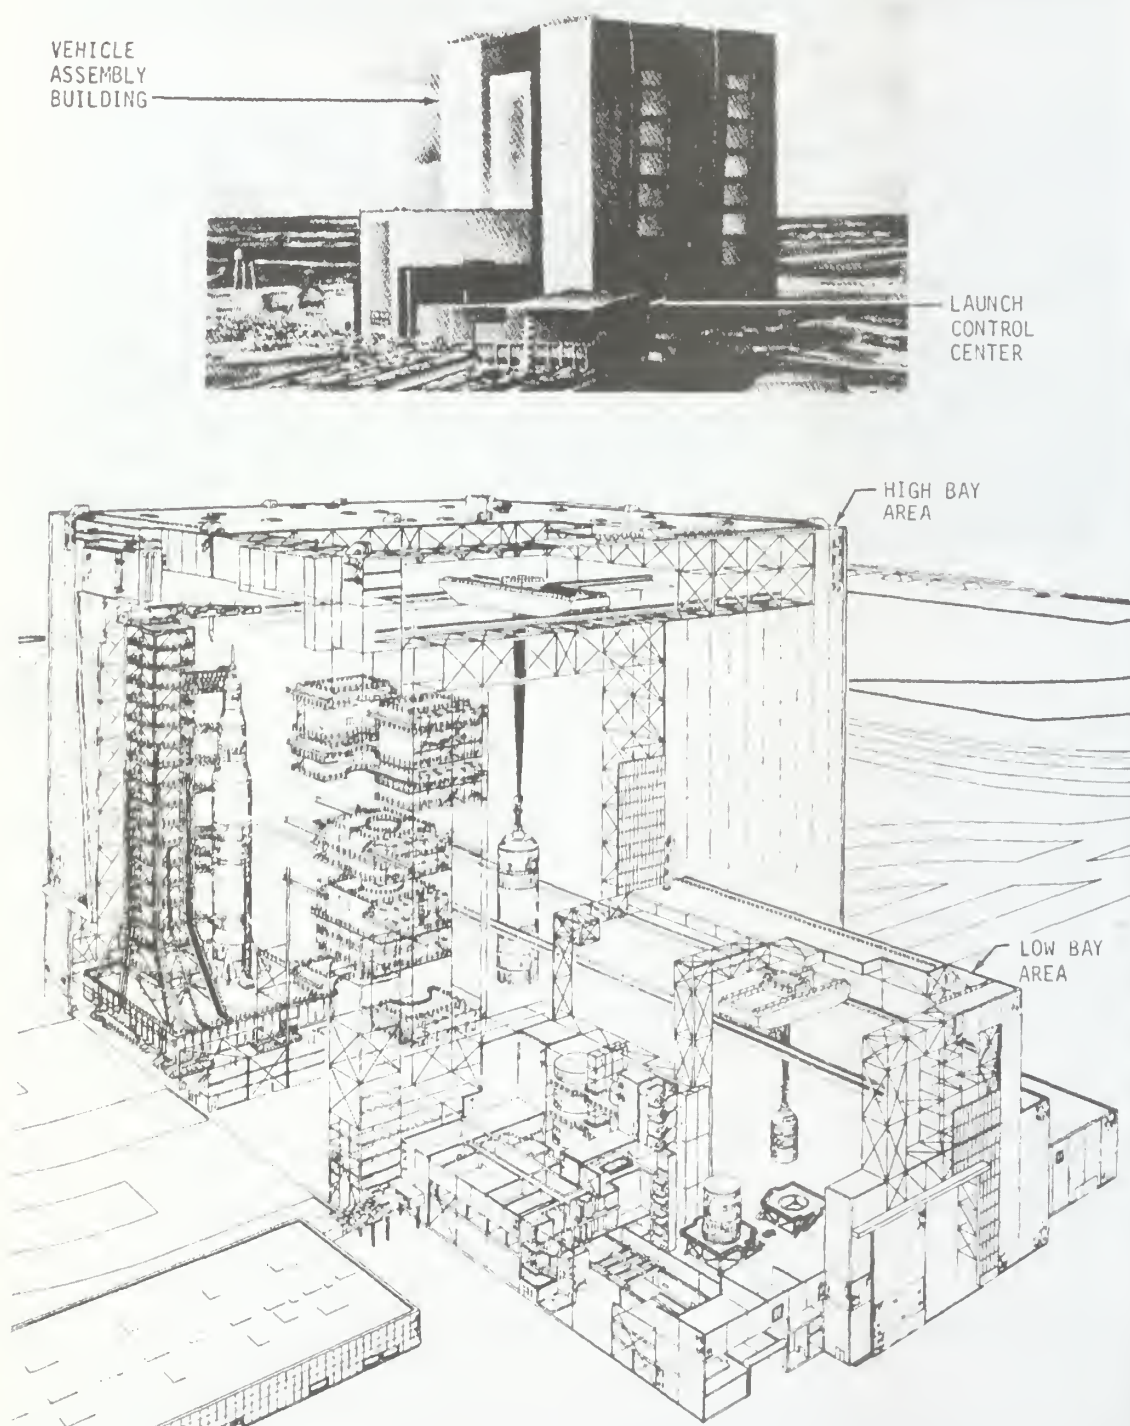 VEHICLE
ASSEMBLY
BUILDING
LAUNCH
CONTROL
CENTER
HIGH BAY
AREA
LOW BAY
AREA